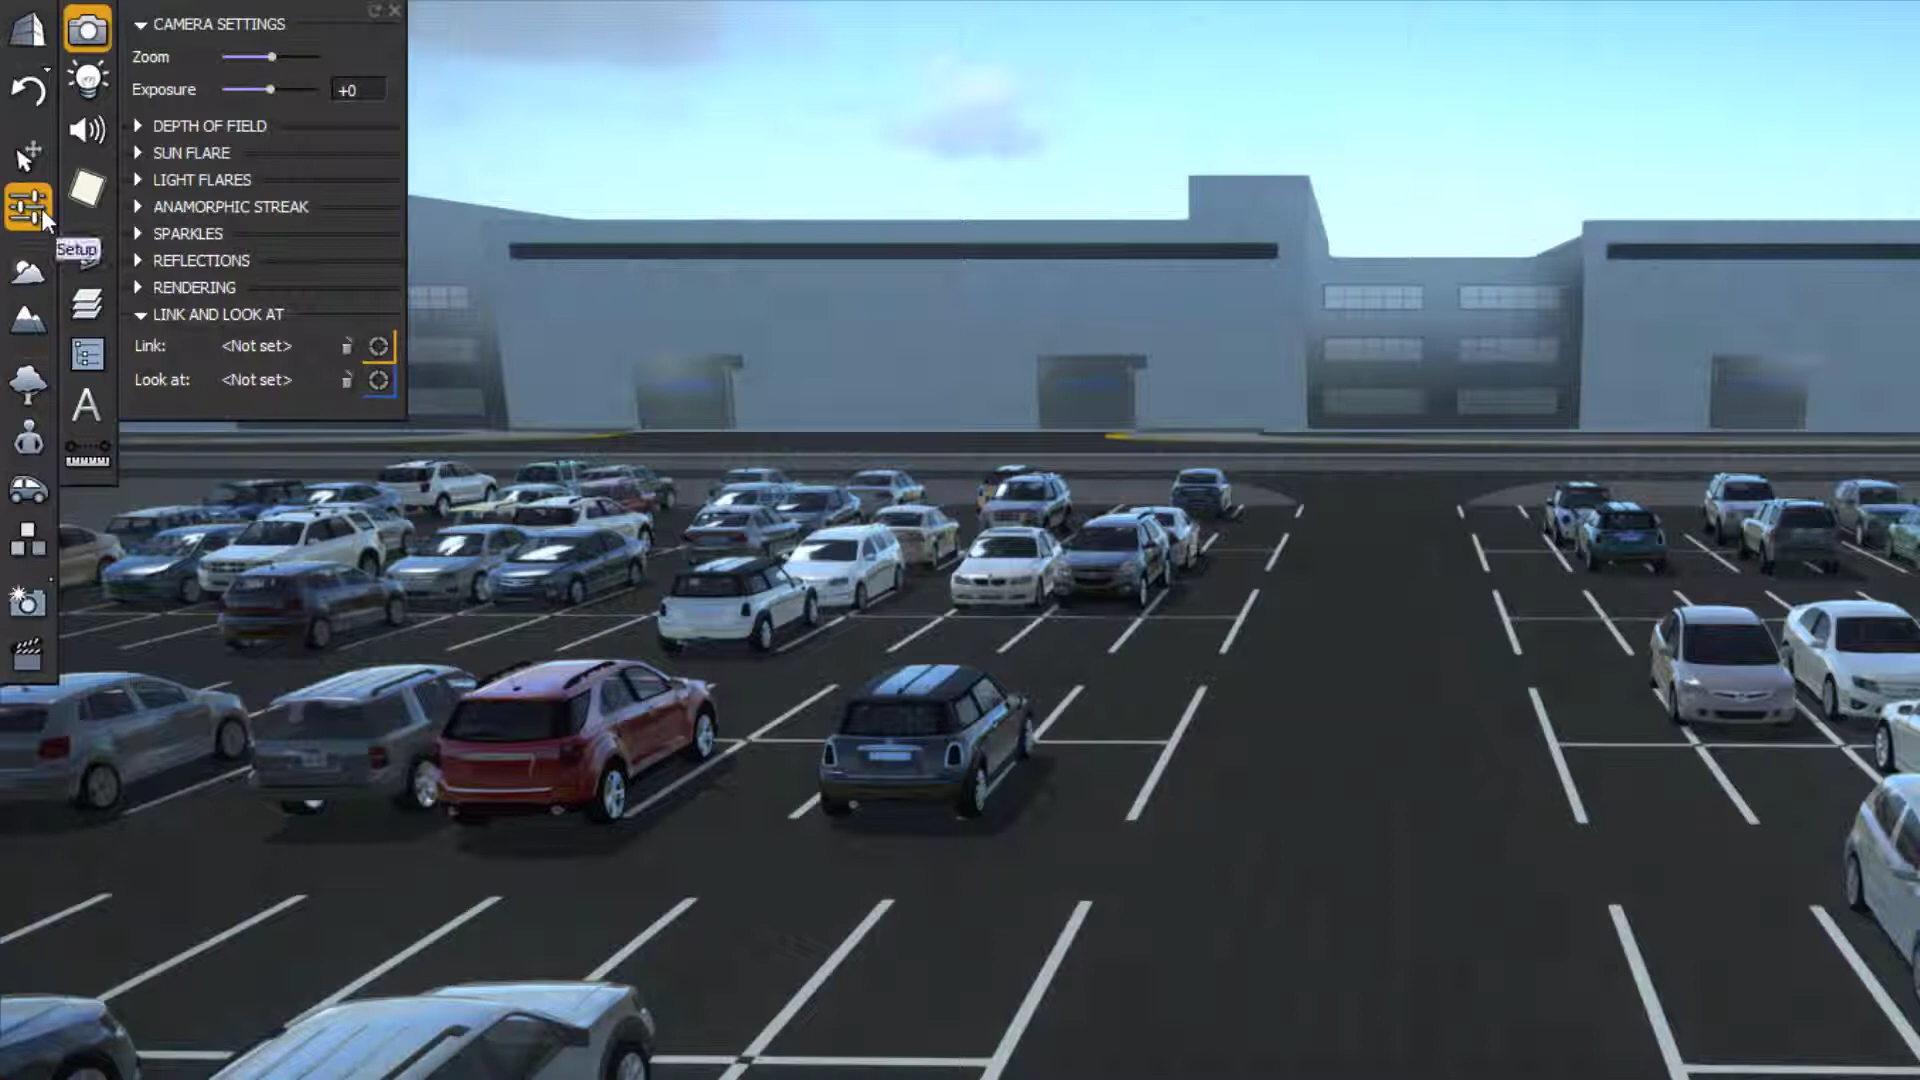 CAMERA SETTINGS
Zoom
Exposure +0
DEPTH OF FIELD
SUN FLARE
LIGHT FLARES
ANAMORPHIC STREAK
SPARKLES
REFLECTIONS
RENDERING
LINK AND LOOK AT
Link: <Not set>
Look at: <Not set>
Setup
A